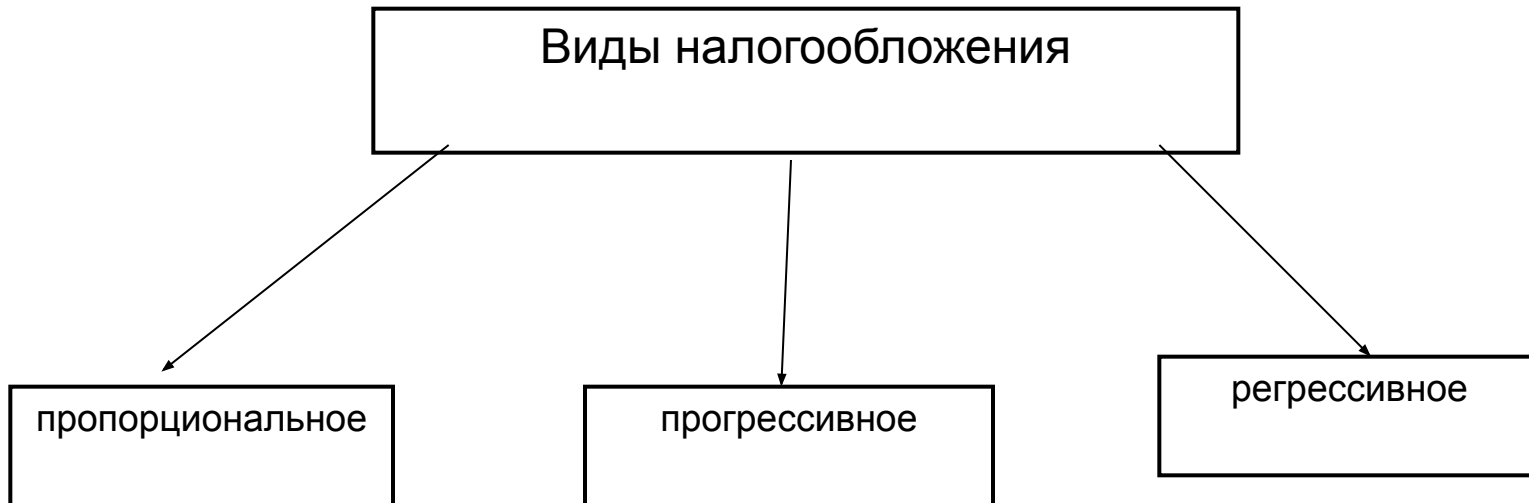 Виды налогообложения
пропорциональное
прогрессивное
регрессивное